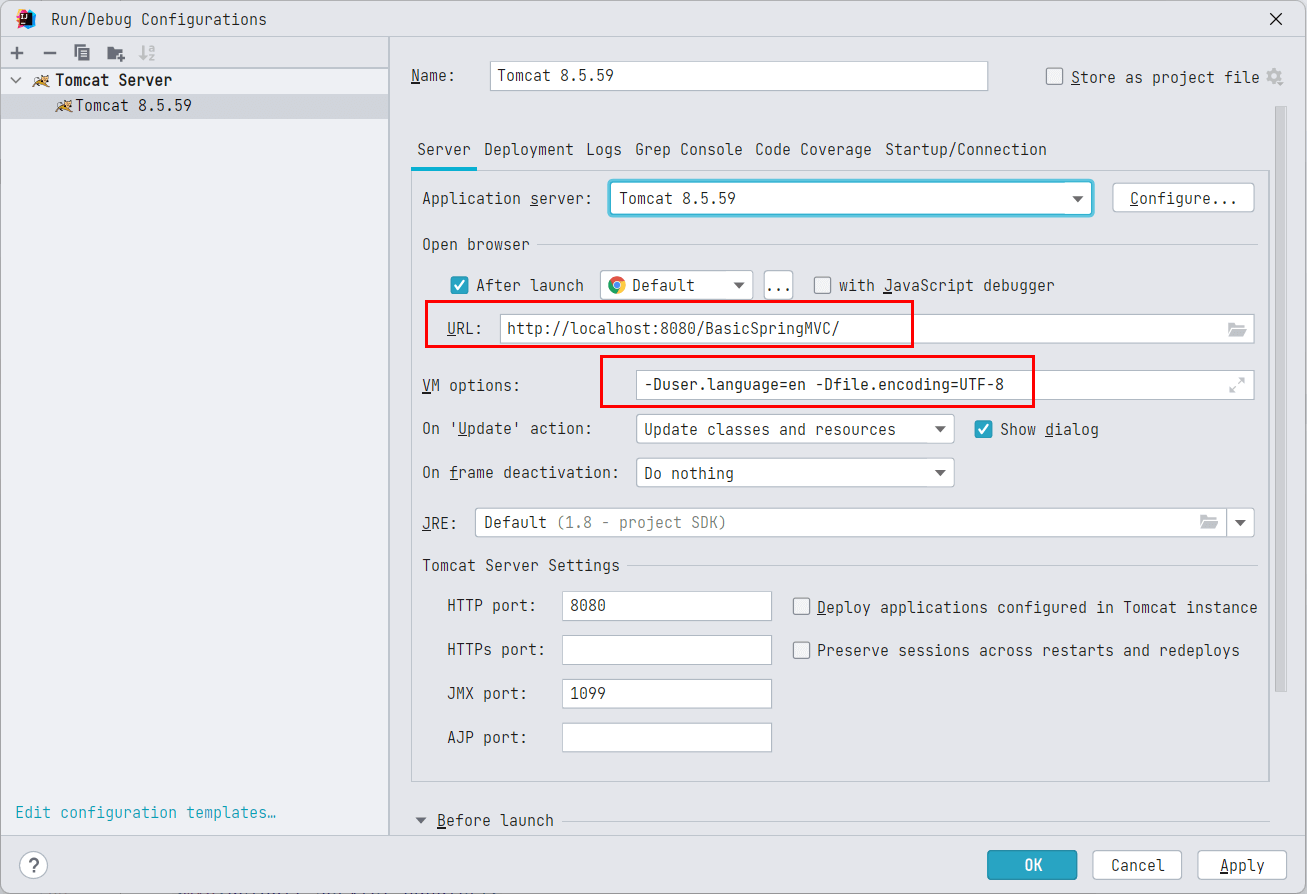 Run/Debug Configurations
Tomcat Server
Tomcat 8.5.59
Edit configuration templates…
Name: Tomcat 8.5.59 Store as project file
Server Deployment Logs Grep Console Code Coverage Startup/Connection
Application server: Tomcat 8.5.59 Configure...
Open browser
After launch Default ... with JavaScript debugger
URL: http://localhost:8080/BasicSpringMVC/
VM options: -Duser.language=en -Dfile.encoding=UTF-8
On 'Update' action: Update classes and resources Show dialog
On frame deactivation: Do nothing
JRE: Default (1.8 - project SDK)
Tomcat Server Settings
HTTP port: 8080 Deploy applications configured in Tomcat instance
HTTPs port: Preserve sessions across restarts and redeploys
JMX port: 1099
AJP port:
Before launch
? OK Cancel Apply